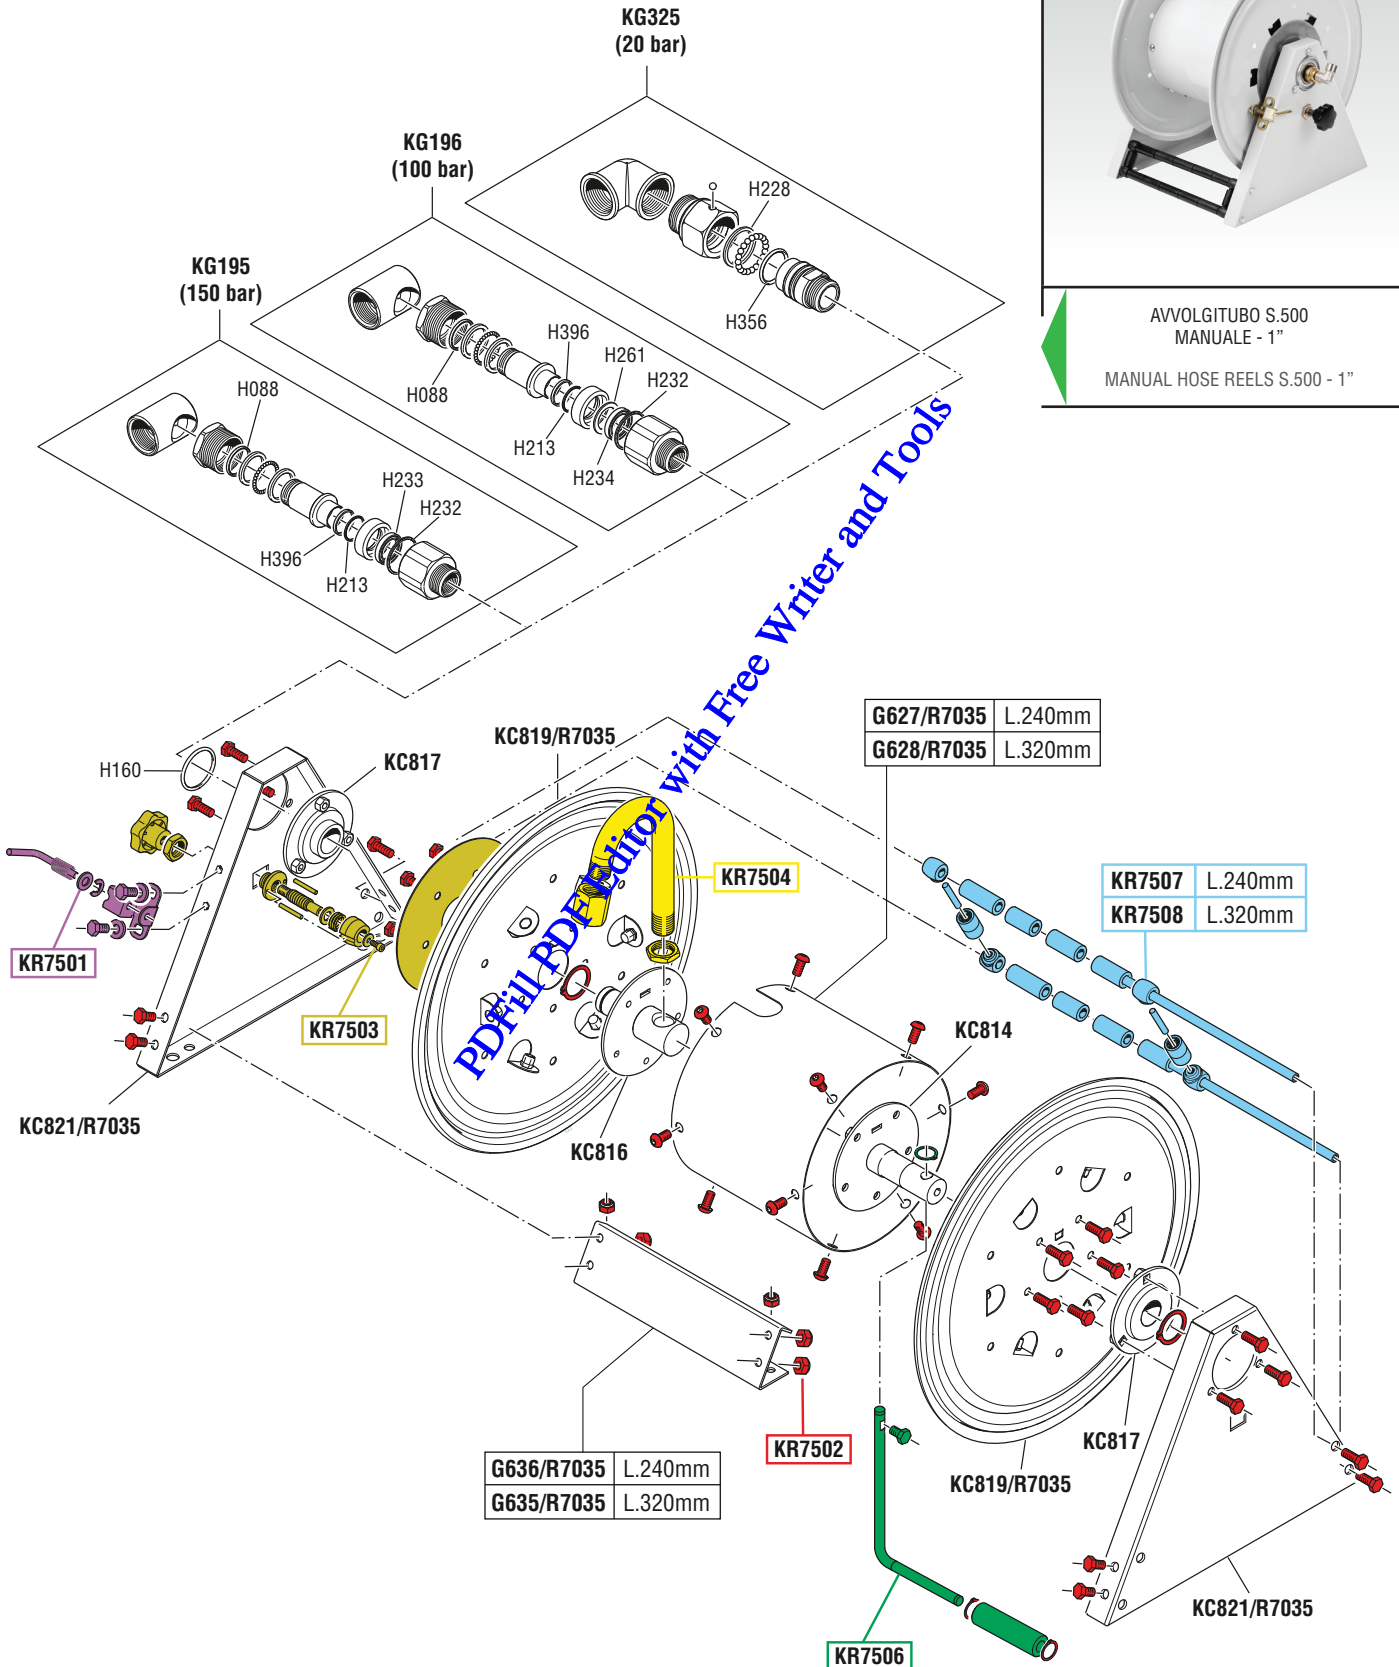 KG325
(20 bar)
KG196
(100 bar)
KG195
(150 bar)
H228
H356
H396
H261
H232
H088
H213
H234
H088
H233
H232
H396
H213
AVVOLGITUBO S.500
MANUALE - 1”
MANUAL HOSE REELS S.500 - 1”
PDFill PDF Editor with Free Writer and Tools
G627/R7035 L.240mm
G628/R7035 L.320mm
KC819/R7035
KC817
H160
KR7504
KR7507 L.240mm
KR7508 L.320mm
KR7501
KR7503
KC814
KC821/R7035
KC816
KR7502
KC817
G636/R7035 L.240mm
G635/R7035 L.320mm
KC819/R7035
KC821/R7035
KR7506